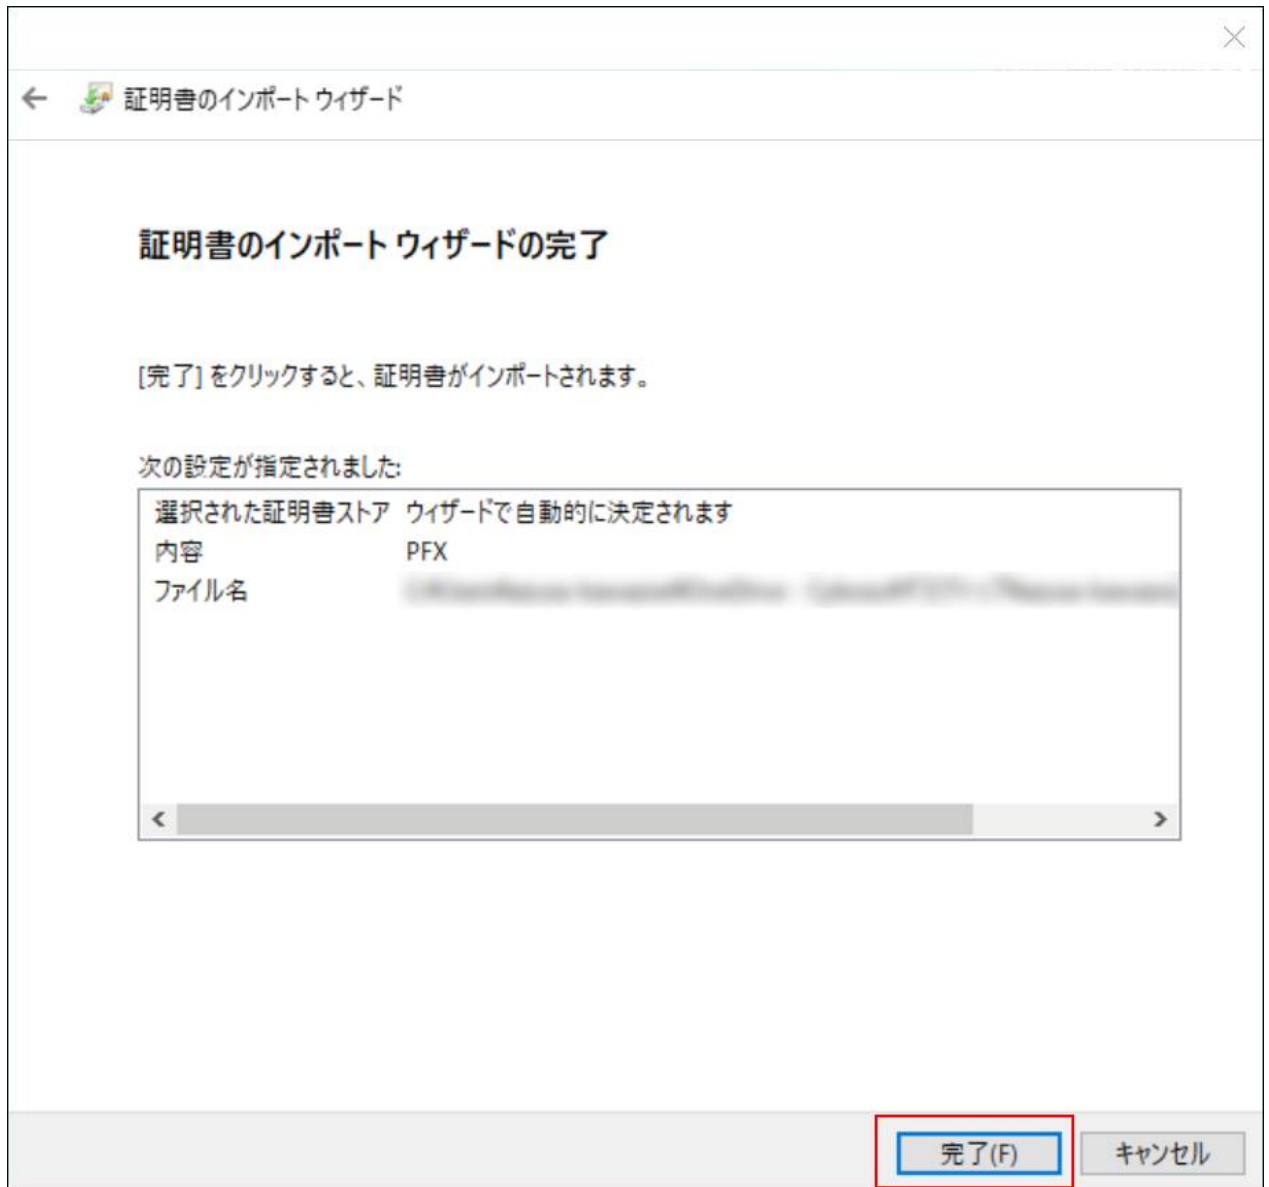 証明書のインポート ウィザード
証明書のインポート ウィザードの完了
[完了] をクリックすると、証明書がインポートされます。
次の設定が指定されました:
選択された証明書ストア ウィザードで自動的に決定されます
内容 PFX
ファイル名
完了(F) キャンセル